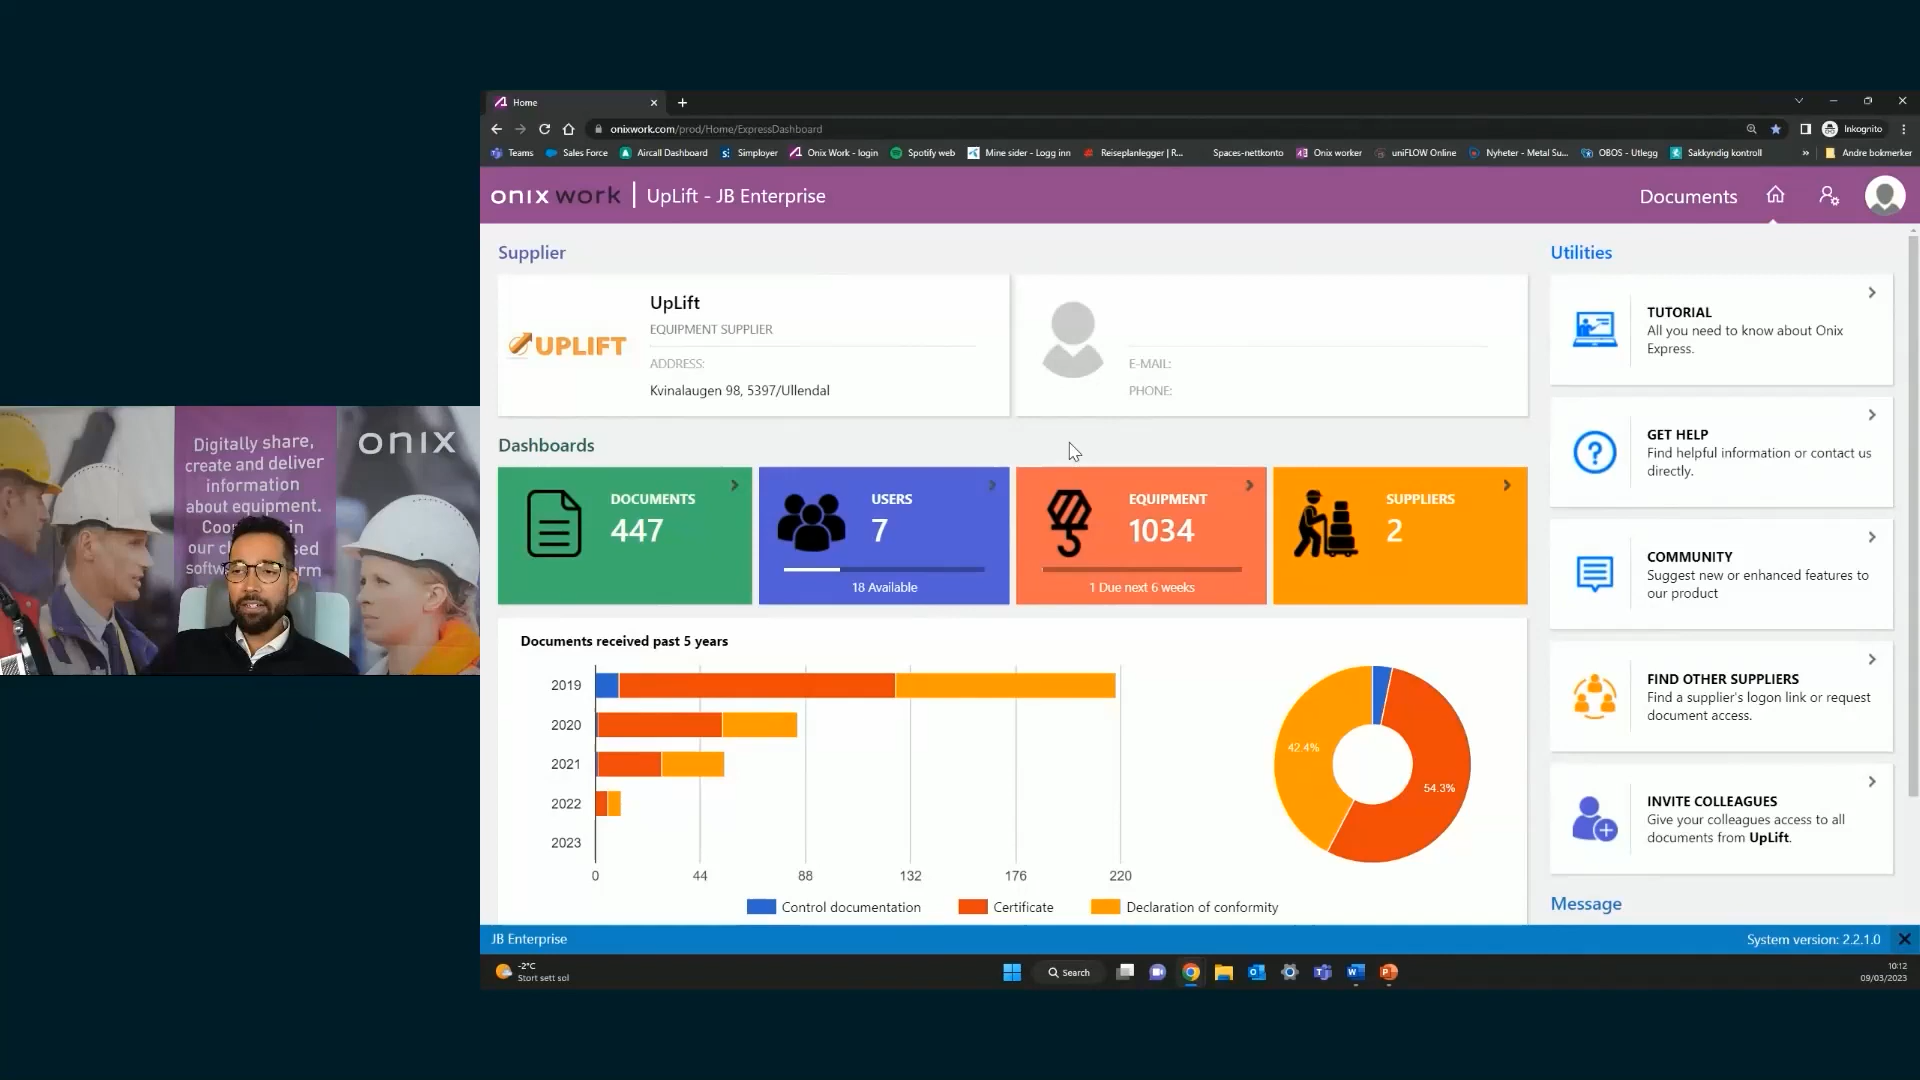 Home
onixwork.com/prod/Home/ExpressDashboard
Inkognito
Teams
Sales Force
Aircall Dashboard
Simployer
Onix Work - login
Spotify web
Mine sider - Logg inn
Reiseplanlegger | R...
Spaces-nettkonto
Onix worker
uniFLOW Online
Nyheter - Metal Su...
OBOS - Utlegg
Sakkyndig kontroll
»
Andre bokmerker
onix work | UpLift - JB Enterprise
Documents
Supplier
UPLIFT
UpLift
EQUIPMENT SUPPLIER
ADDRESS:
Kvinalaugen 98, 5397/Ullendal
E-MAIL:
PHONE:
Dashboards
DOCUMENTS
447
USERS
7
18 Available
EQUIPMENT
1034
1 Due next 6 weeks
SUPPLIERS
2
Documents received past 5 years
2019
2020
2021
2022
2023
0 44 88 132 176 220
42.4%
54.3%
Control documentation
Certificate
Declaration of conformity
Utilities
TUTORIAL
All you need to know about Onix
Express.
GET HELP
Find helpful information or contact us
directly.
COMMUNITY
Suggest new or enhanced features to
our product
FIND OTHER SUPPLIERS
Find a supplier's logon link or request
document access.
INVITE COLLEAGUES
Give your colleagues access to all
documents from UpLift.
Message
JB Enterprise
System version: 2.2.1.0
-2°C
Stort sett sol
Search
10:12
09/03/2023
Digitally share,
create and deliver
information
about equipment.
in
our
onix